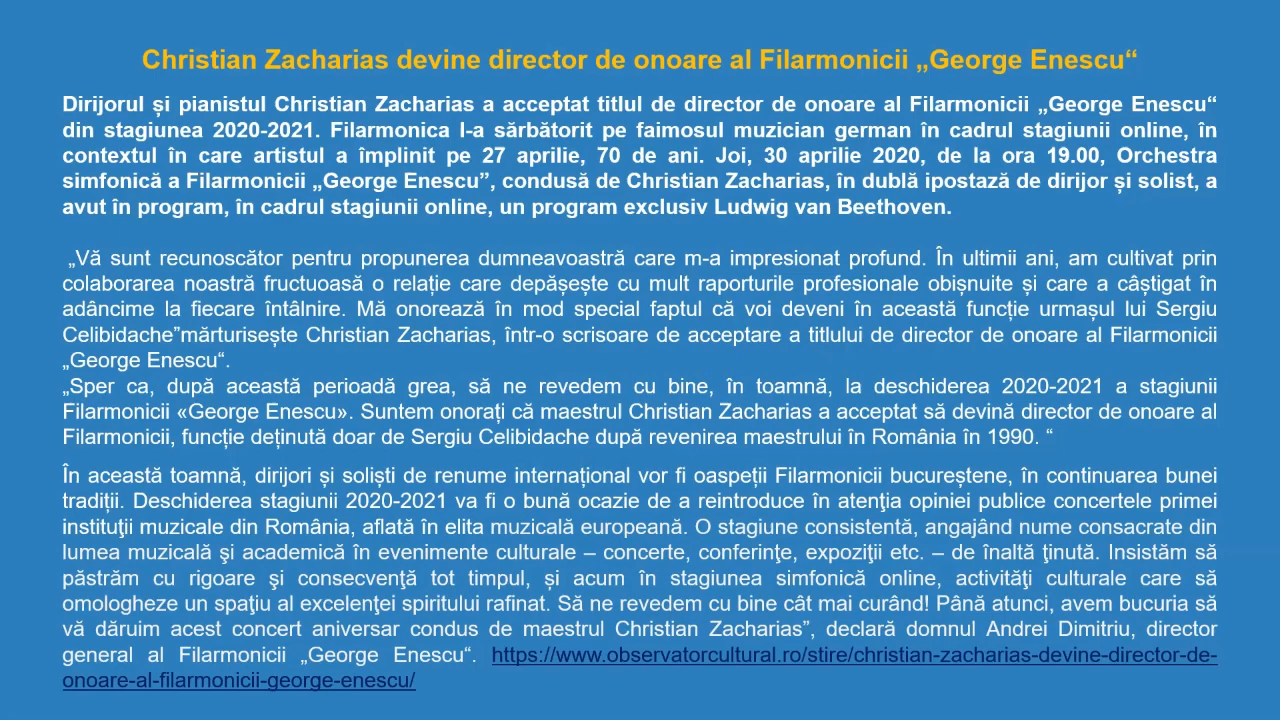 Christian Zacharias devine director de onoare al Filarmonicii „George Enescu“
Dirijorul și pianistul Christian Zacharias a acceptat titlul de director de onoare al Filarmonicii „George Enescu“
din stagiunea 2020-2021. Filarmonica l-a sărbătorit pe faimosul muzician german în cadrul stagiunii online, în
contextul în care artistul a împlinit pe 27 aprilie, 70 de ani. Joi, 30 aprilie 2020, de la ora 19.00, Orchestra
simfonică a Filarmonicii „George Enescu”, condusă de Christian Zacharias, în dublă ipostază de dirijor și solist, a
avut în program, în cadrul stagiunii online, un program exclusiv Ludwig van Beethoven.
„Vă sunt recunoscător pentru propunerea dumneavoastră care m-a impresionat profund. În ultimii ani, am cultivat prin
colaborarea noastră fructuoasă o relație care depășește cu mult raporturile profesionale obișnuite și care a câștigat în
adâncime la fiecare întâlnire. Mă onorează în mod special faptul că voi deveni în această funcție urmașul lui Sergiu
Celibidache”mărturisește Christian Zacharias, într-o scrisoare de acceptare a titlului de director de onoare al Filarmonicii
„George Enescu“.
„Sper ca, după această perioadă grea, să ne revedem cu bine, în toamnă, la deschiderea 2020-2021 a stagiunii
Filarmonicii «George Enescu». Suntem onorați că maestrul Christian Zacharias a acceptat să devină director de onoare al
Filarmonicii, funcție deținută doar de Sergiu Celibidache după revenirea maestrului în România în 1990. “
În această toamnă, dirijori și soliști de renume internațional vor fi oaspeții Filarmonicii bucureștene, în continuarea bunei
tradiții. Deschiderea stagiunii 2020-2021 va fi o bună ocazie de a reintroduce în atenţia opiniei publice concertele primei
instituţii muzicale din România, aflată în elita muzicală europeană. O stagiune consistentă, angajând nume consacrate din
lumea muzicală şi academică în evenimente culturale – concerte, conferinţe, expoziţii etc. – de înaltă ţinută. Insistăm să
păstrăm cu rigoare şi consecvenţă tot timpul, și acum în stagiunea simfonică online, activităţi culturale care să
omologheze un spaţiu al excelenţei spiritului rafinat. Să ne revedem cu bine cât mai curând! Până atunci, avem bucuria să
vă dăruim acest concert aniversar condus de maestrul Christian Zacharias”, declară domnul Andrei Dimitriu, director
general al Filarmonicii „George Enescu“. https://www.observatorcultural.ro/stire/christian-zacharias-devine-director-de-
onoare-al-filarmonicii-george-enescu/